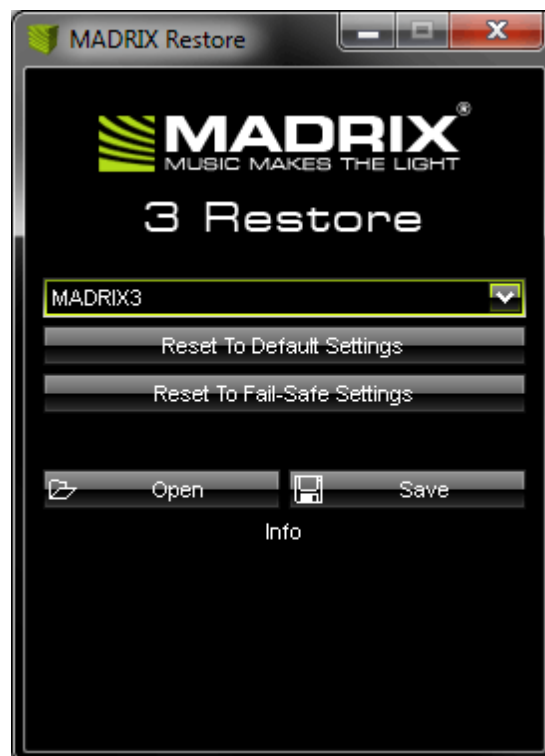 MADRIX Restore
MADRIX®
MUSIC MAKES THE LIGHT
3 Restore
MADRIX3
Reset To Default Settings
Reset To Fail-Safe Settings
Open Save
Info